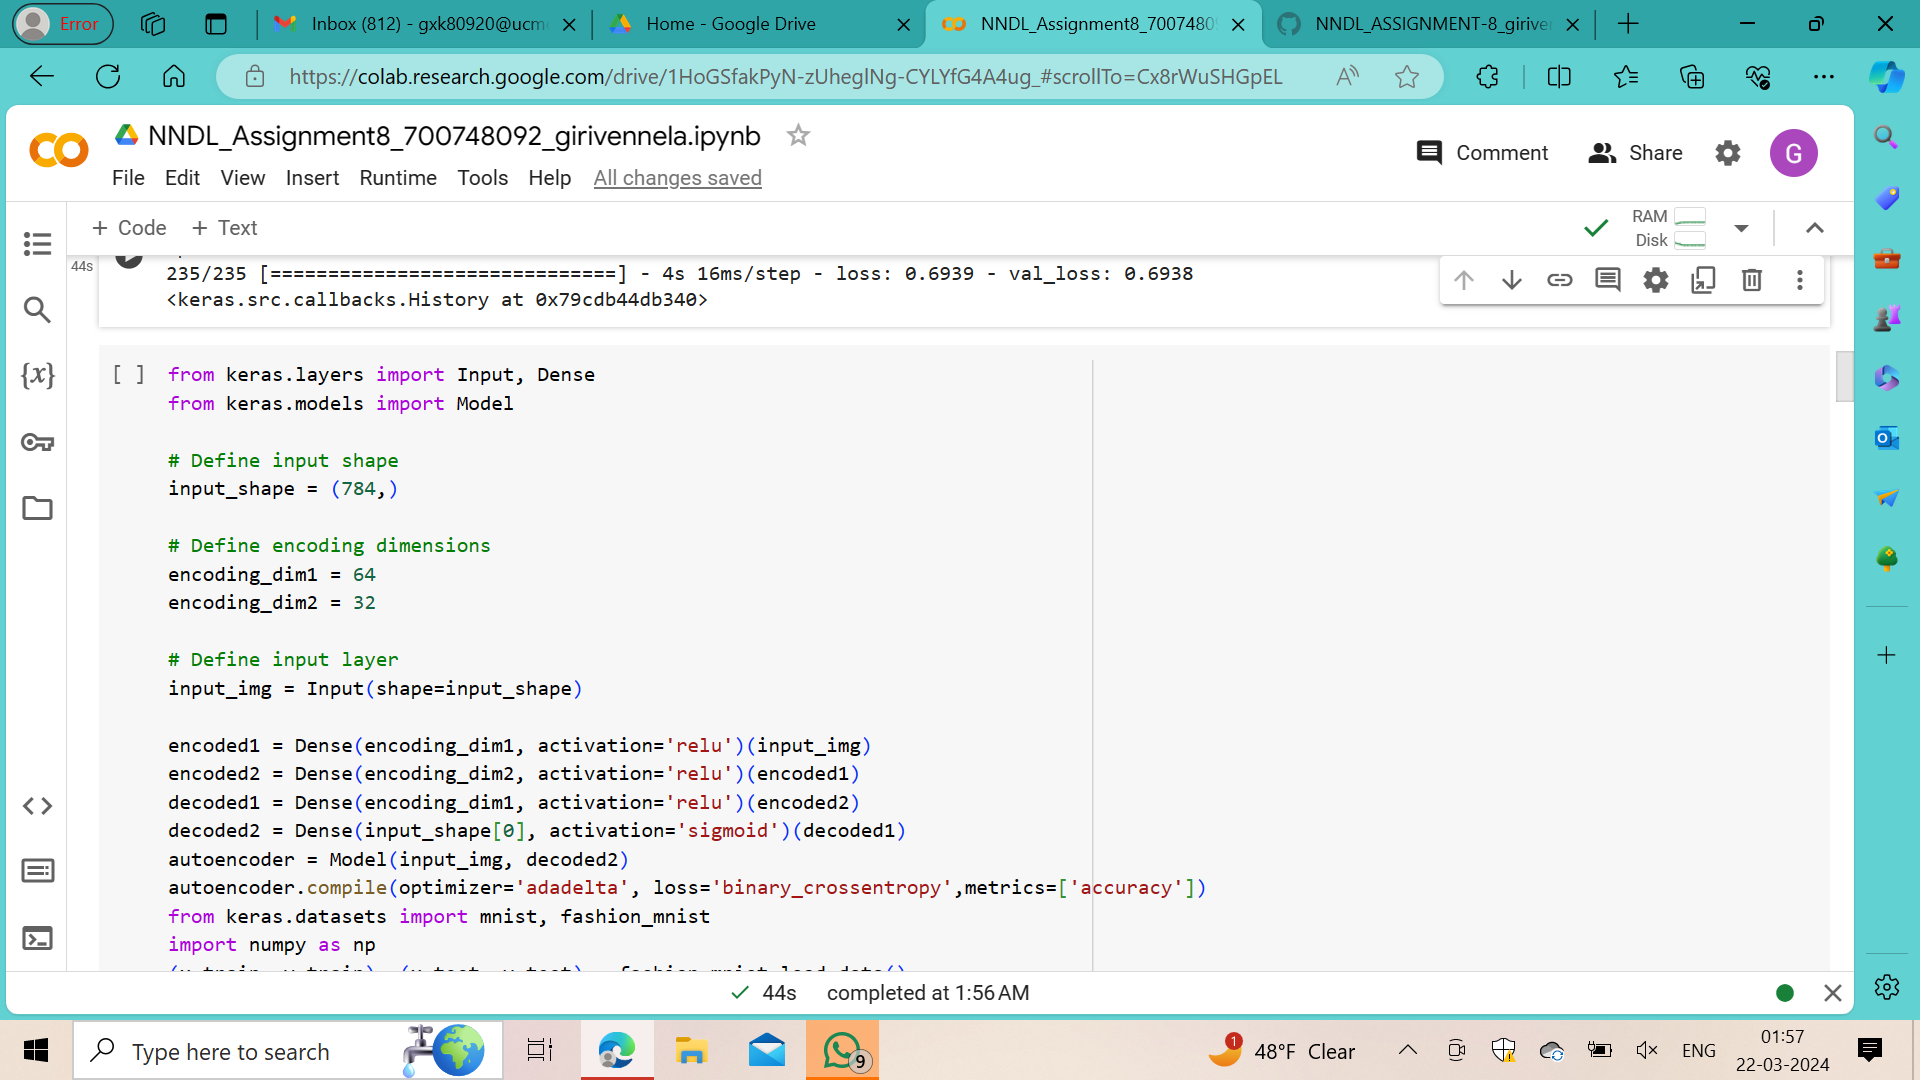 Error
Inbox (812) - gxk80920@ucm
Home - Google Drive
NNDL_Assignment8_70074809
NNDL_ASSIGNMENT-8_giriven
https://colab.research.google.com/drive/1HoGSfakPyN-zUheglNg-CYLYfG4A4ug_#scrollTo=Cx8rWuSHGpEL
NNDL_Assignment8_700748092_girivennela.ipynb
Comment
Share
G
File Edit View Insert Runtime Tools Help All changes saved
+ Code + Text
RAM
Disk
44s
235/235 [==============================] - 4s 16ms/step - loss: 0.6939 - val_loss: 0.6938
<keras.src.callbacks.History at 0x79cdb44db340>
[ ] from keras.layers import Input, Dense
from keras.models import Model
# Define input shape
input_shape = (784,)
# Define encoding dimensions
encoding_dim1 = 64
encoding_dim2 = 32
# Define input layer
input_img = Input(shape=input_shape)
encoded1 = Dense(encoding_dim1, activation='relu')(input_img)
encoded2 = Dense(encoding_dim2, activation='relu')(encoded1)
decoded1 = Dense(encoding_dim1, activation='relu')(encoded2)
decoded2 = Dense(input_shape[0], activation='sigmoid')(decoded1)
autoencoder = Model(input_img, decoded2)
autoencoder.compile(optimizer='adadelta', loss='binary_crossentropy',metrics=['accuracy'])
from keras.datasets import mnist, fashion_mnist
import numpy as np
44s completed at 1:56 AM
Type here to search
9
1
48°F Clear
ENG
01:57
22-03-2024